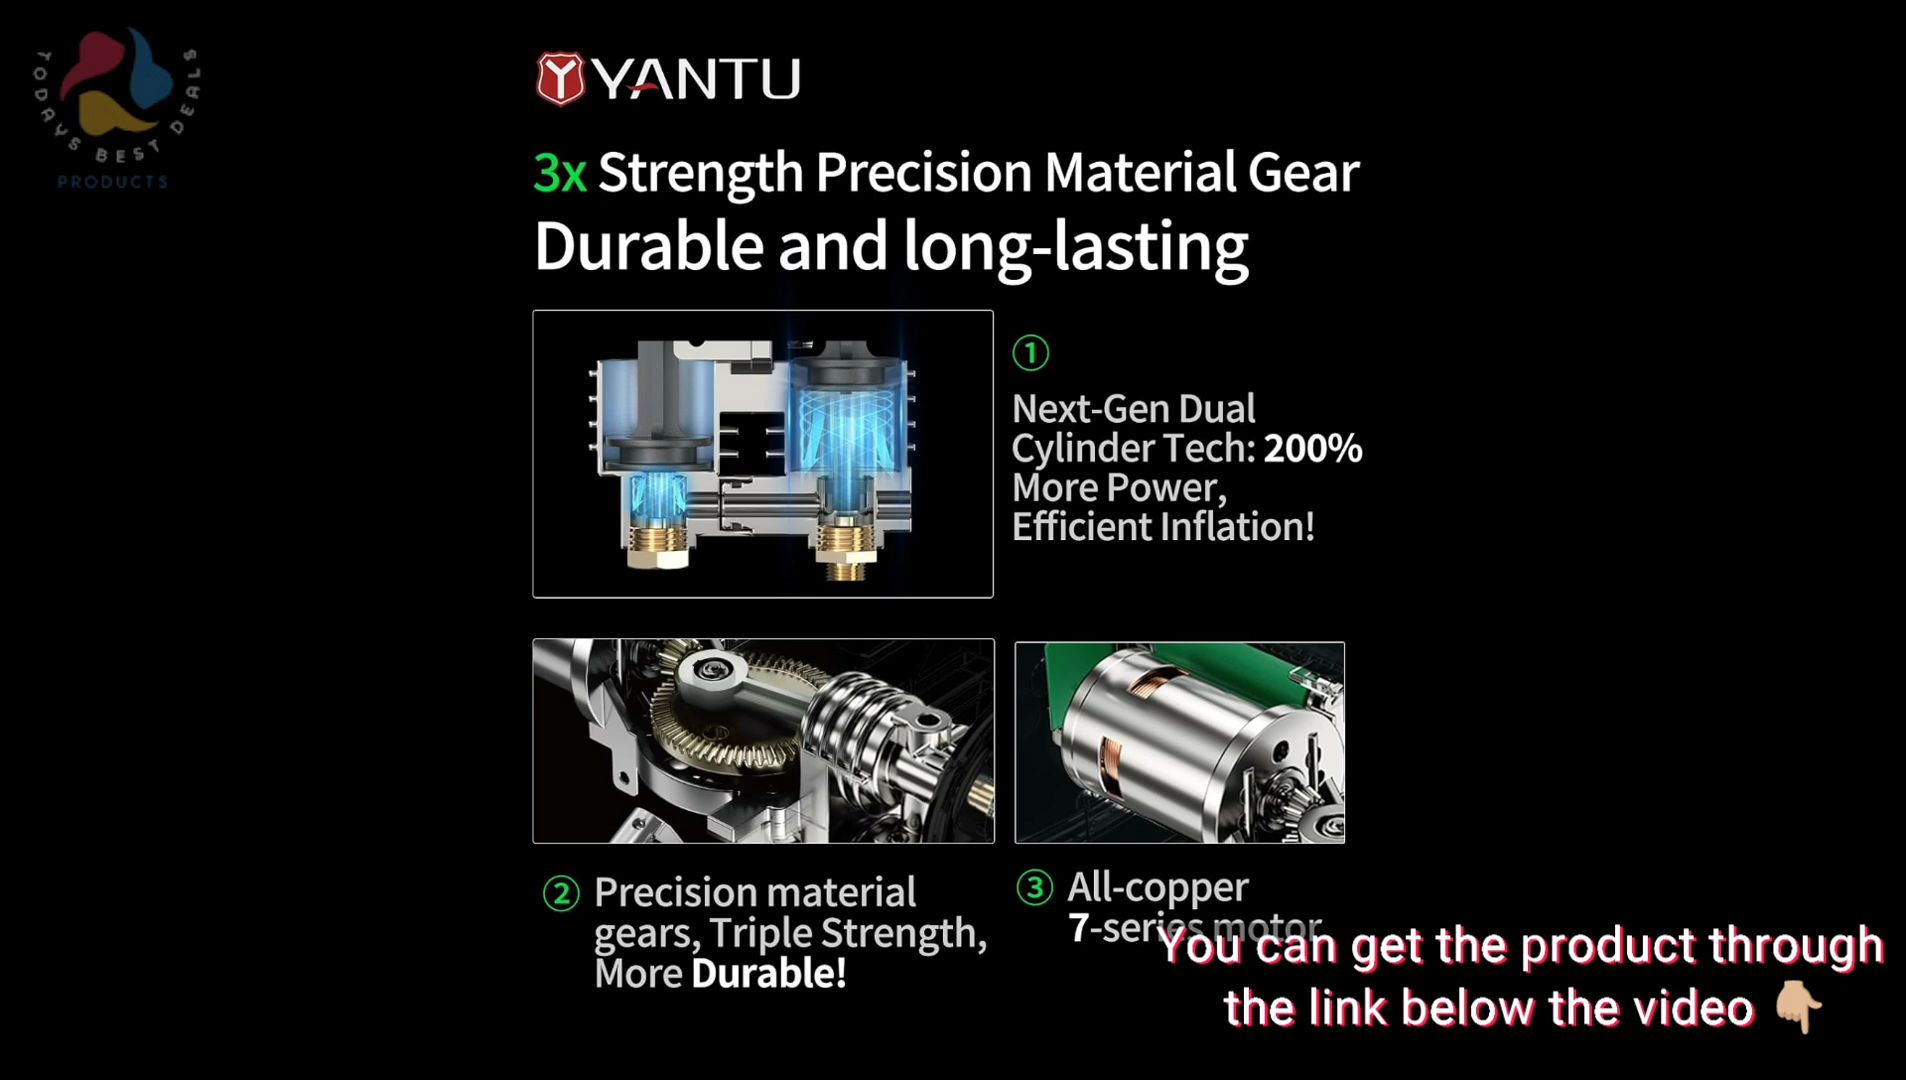 TODAYS BEST DEALS
PRODUCTS
YANTU
3x Strength Precision Material Gear
Durable and long-lasting
①
Next-Gen Dual
Cylinder Tech: 200%
More Power,
Efficient Inflation!
② Precision material
gears, Triple Strength,
More Durable!
③ All-copper
7-series motor
You can get the product through
the link below the video 👇🏼